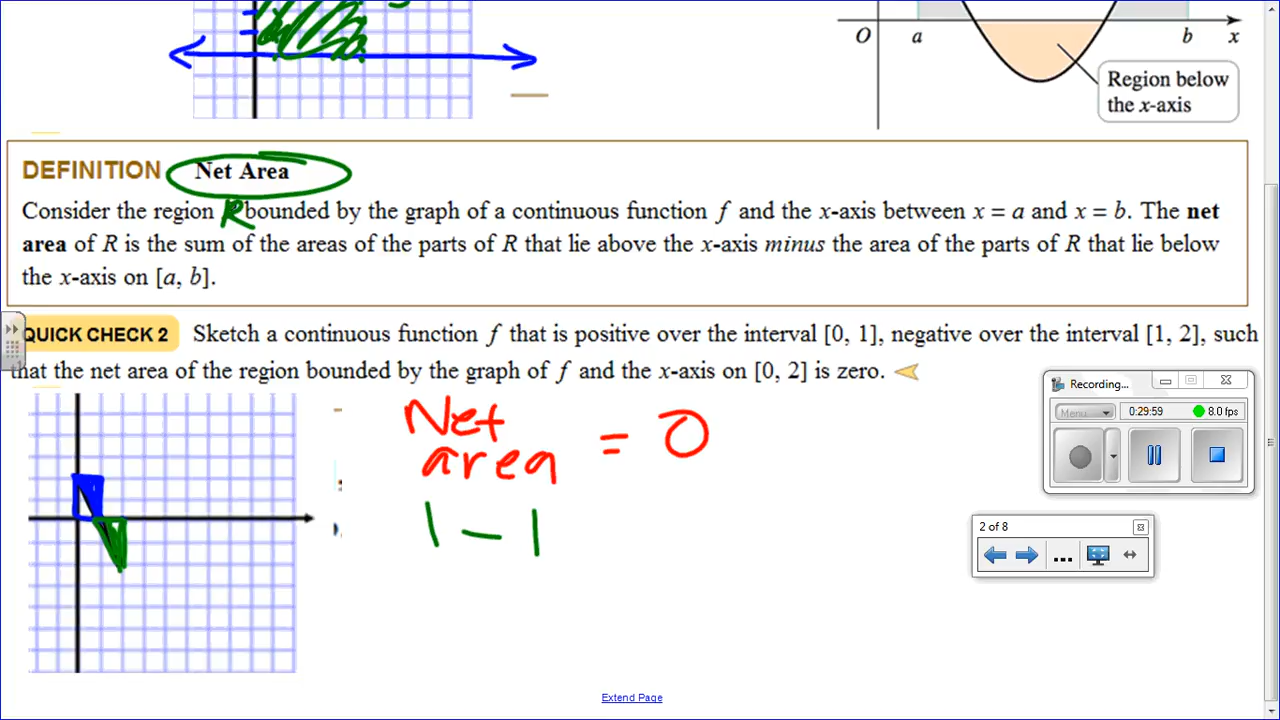 O a b x
Region below
the x-axis
DEFINITION Net Area
Consider the region R bounded by the graph of a continuous function f and the x-axis between x = a and x = b. The net
area of R is the sum of the areas of the parts of R that lie above the x-axis minus the area of the parts of R that lie below
the x-axis on [a, b].
QUICK CHECK 2 Sketch a continuous function f that is positive over the interval [0, 1], negative over the interval [1, 2], such
that the net area of the region bounded by the graph of f and the x-axis on [0, 2] is zero.
Net
area = 0
1 – 1
Recording...
Menu 0:29:59 8.0 fps
2 of 8
...
Extend Page